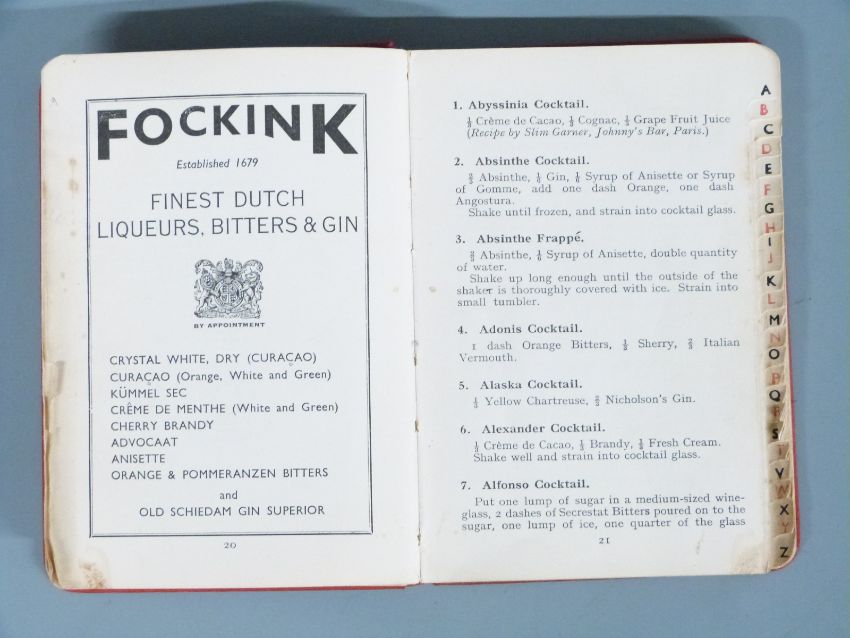 FOCKINK
Established 1679
FINEST DUTCH
LIQUEURS, BITTERS & GIN
BY APPOINTMENT
CRYSTAL WHITE, DRY (CURAÇAO)
CURAÇAO (Orange, White and Green)
KÜMMEL SEC
CRÊME DE MENTHE (White and Green)
CHERRY BRANDY
ADVOCAAT
ANISETTE
ORANGE & POMMERANZEN BITTERS
and
OLD SCHIEDAM GIN SUPERIOR
20
1. Abyssinia Cocktail.
⅓ Crème de Cacao, ⅓ Cognac, ⅓ Grape Fruit Juice
(Recipe by Slim Garner, Johnny's Bar, Paris.)
2. Absinthe Cocktail.
⅔ Absinthe, ⅙ Gin, ⅙ Syrup of Anisette or Syrup
of Gomme, add one dash Orange, one dash
Angostura.
Shake until frozen, and strain into cocktail glass.
3. Absinthe Frappé.
⅔ Absinthe, ⅙ Syrup of Anisette, double quantity
of water.
Shake up long enough until the outside of the
shaker is thoroughly covered with ice. Strain into
small tumbler.
4. Adonis Cocktail.
1 dash Orange Bitters, ⅓ Sherry, ⅔ Italian
Vermouth.
5. Alaska Cocktail.
⅓ Yellow Chartreuse, ⅔ Nicholson's Gin.
6. Alexander Cocktail.
⅓ Crème de Cacao, ⅓ Brandy, ⅓ Fresh Cream.
Shake well and strain into cocktail glass.
7. Alfonso Cocktail.
Put one lump of sugar in a medium-sized wine-
glass, 2 dashes of Secrestat Bitters poured on to the
sugar, one lump of ice, one quarter of the glass
21
A
B
C
D
E
F
G
H
I
J
K
L
M
N
O
P
Q
R
S
T
V
W
X
Y
Z